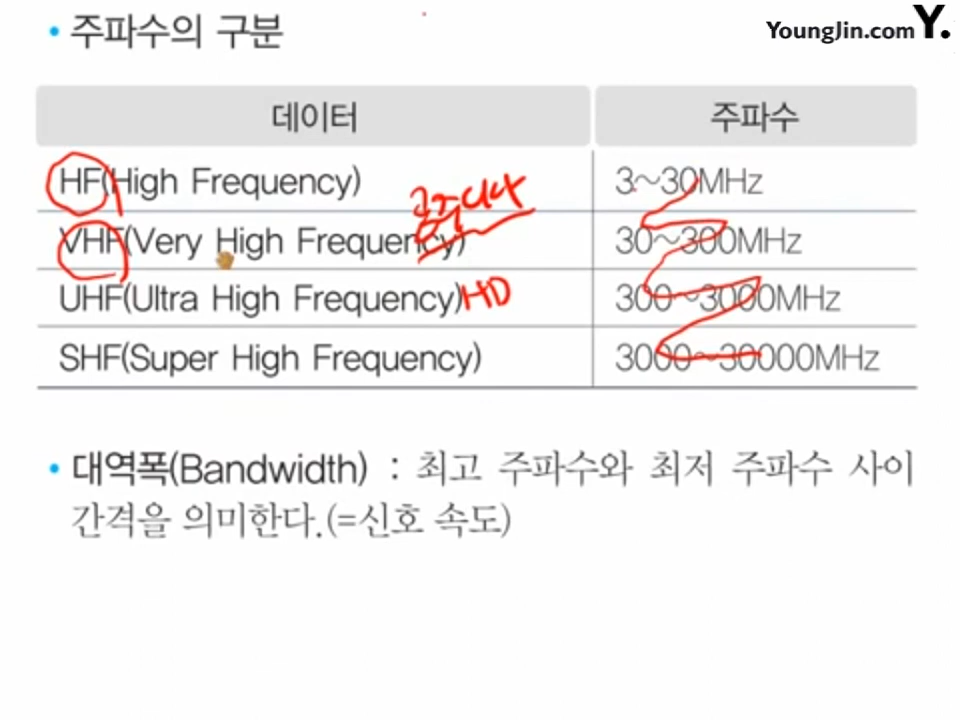 • 주파수의 구분
YoungJin.com Y.
데이터 주파수
HF(High Frequency) 3~30MHz
공중파
VHF(Very High Frequency) 30~300MHz
UHF(Ultra High Frequency)HD 300~3000MHz
SHF(Super High Frequency) 3000~30000MHz
• 대역폭(Bandwidth) : 최고 주파수와 최저 주파수 사이
간격을 의미한다.(=신호 속도)